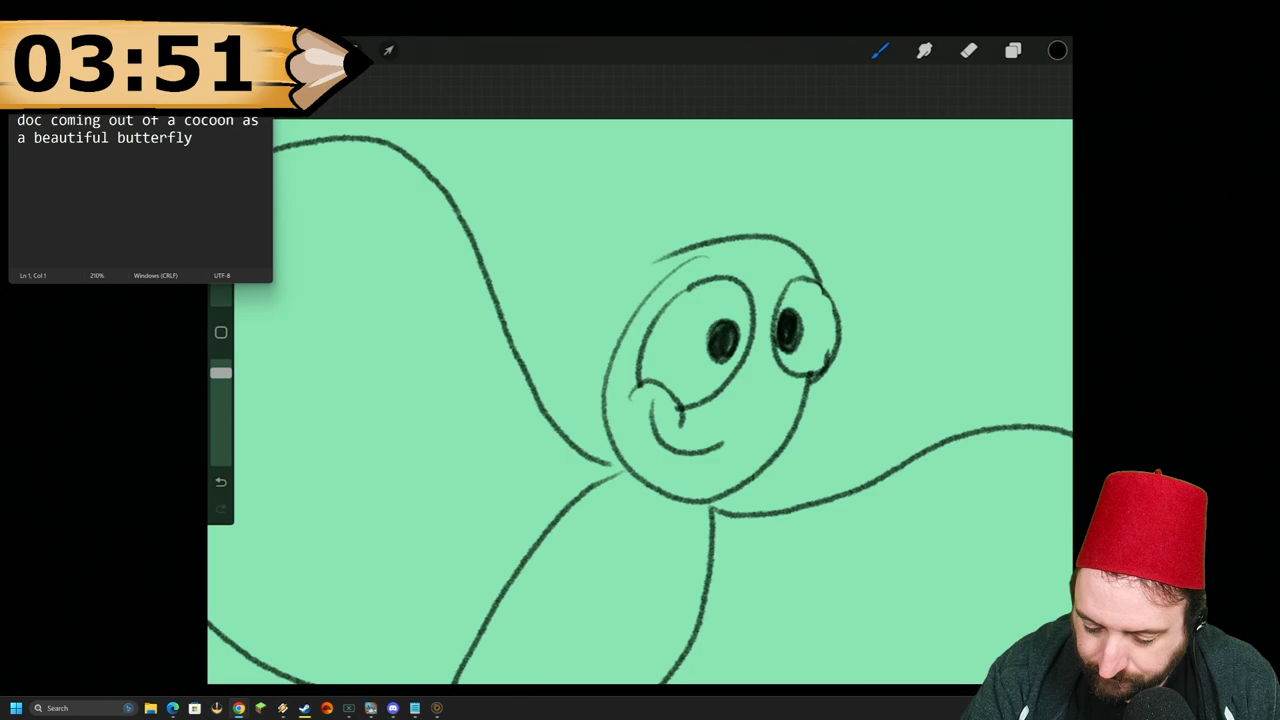 03:51
doc coming out of a cocoon as
a beautiful butterfly
Ln 1, Col 1
210%
Windows (CRLF)
UTF-8
Search